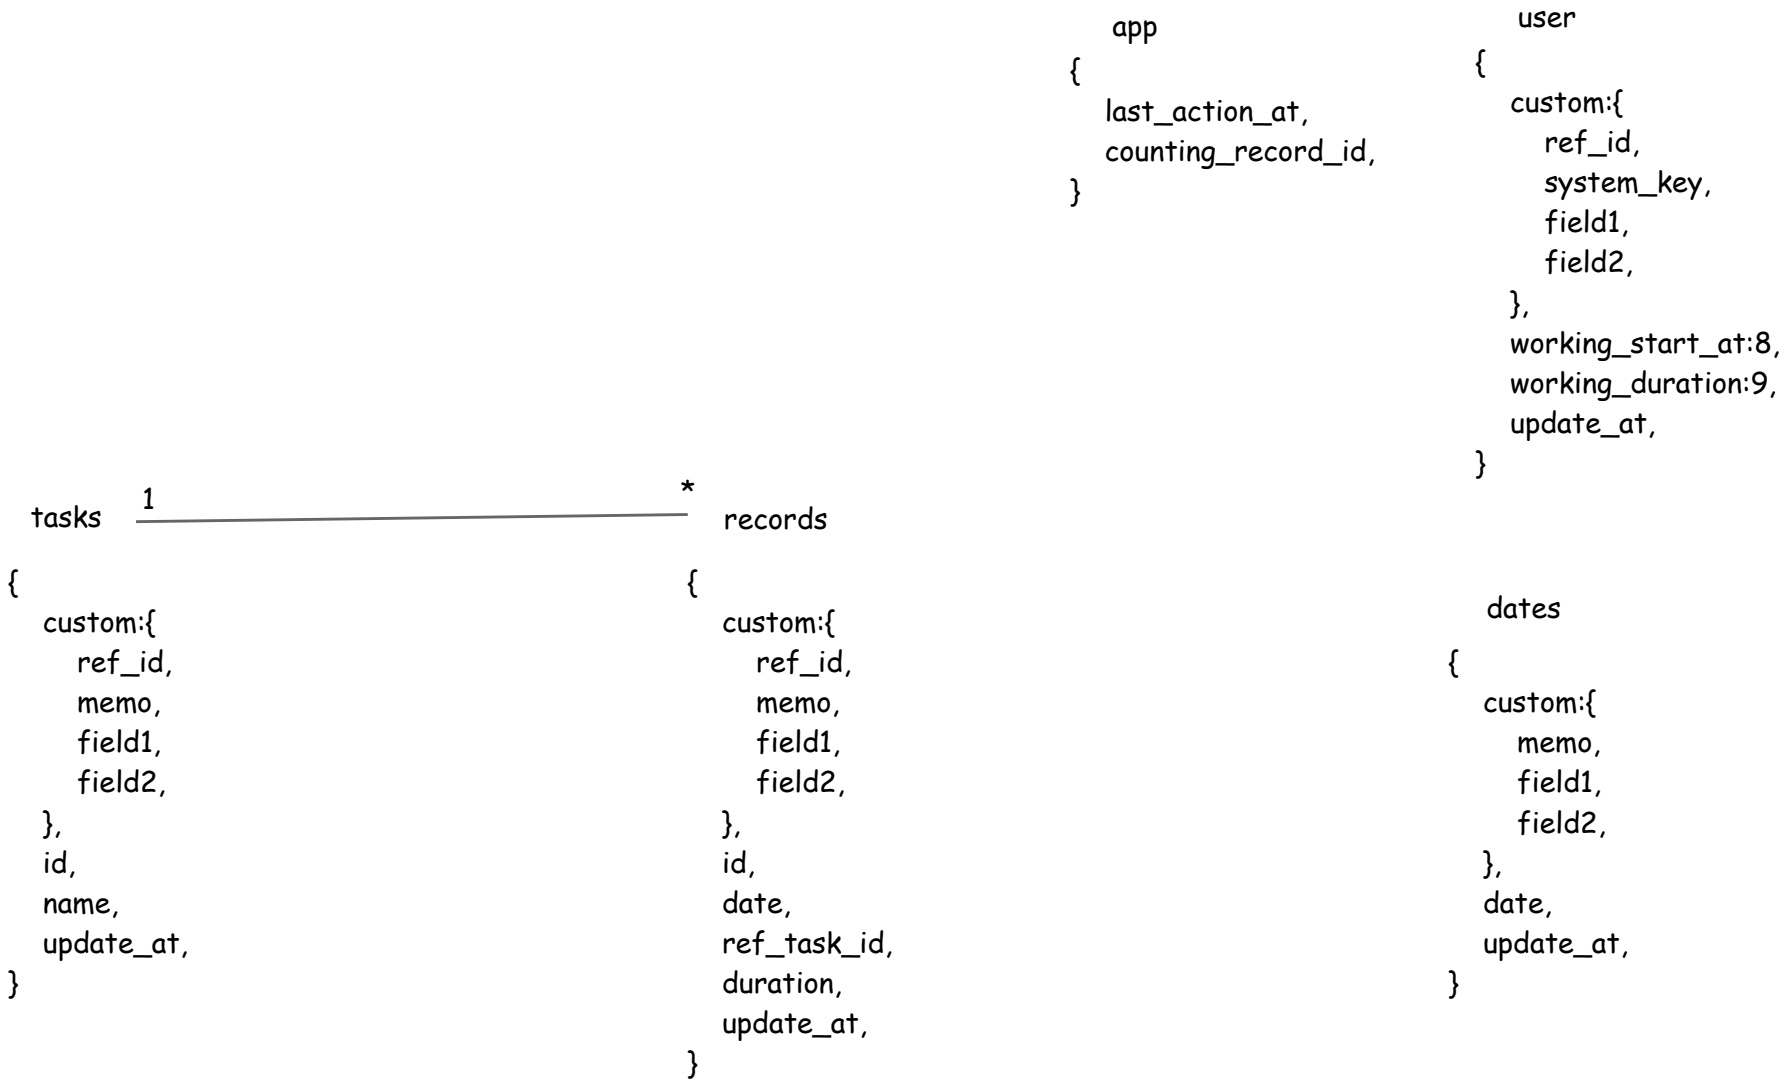 app
{
last_action_at,
counting_record_id,
}
user
{
custom:{
ref_id,
system_key,
field1,
field2,
},
working_start_at:8,
working_duration:9,
update_at,
}
tasks
1
*
records
{
custom:{
ref_id,
memo,
field1,
field2,
},
id,
name,
update_at,
}
{
custom:{
ref_id,
memo,
field1,
field2,
},
id,
date,
ref_task_id,
duration,
update_at,
}
dates
{
custom:{
memo,
field1,
field2,
},
date,
update_at,
}